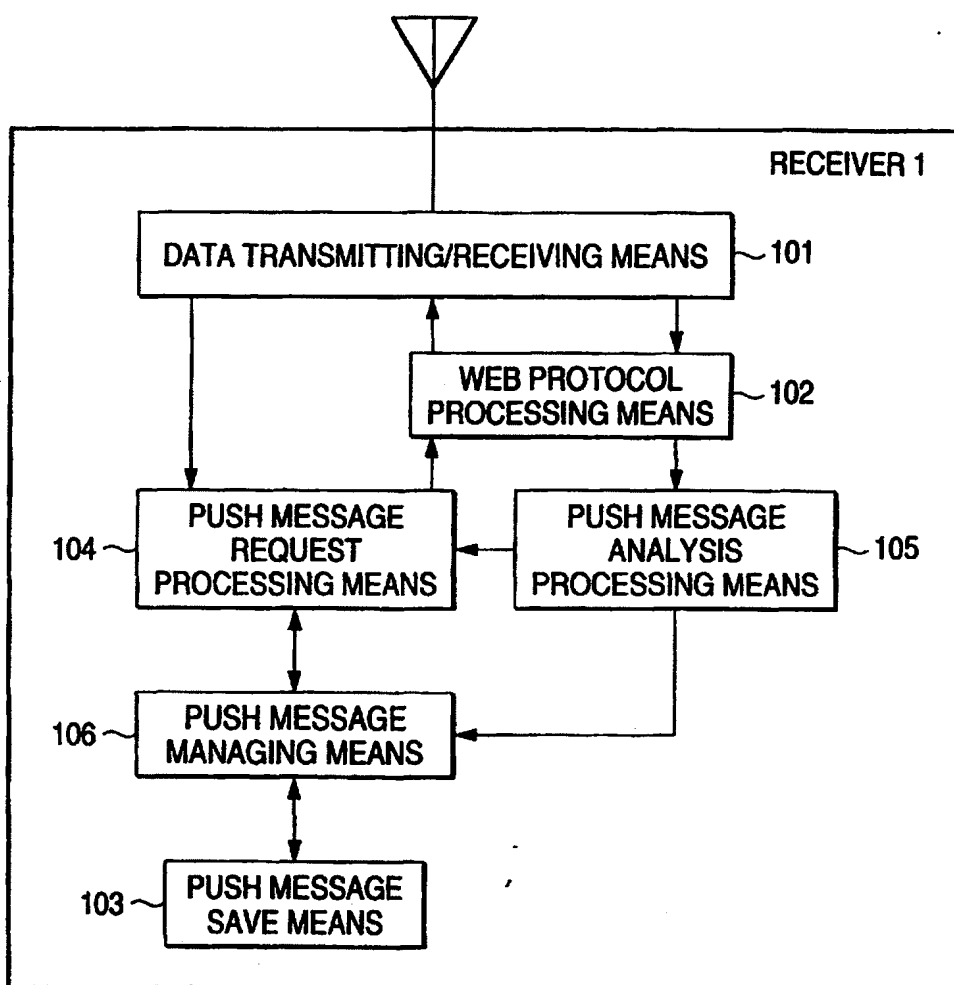 RECEIVER 1
DATA TRANSMITTING/RECEIVING MEANS
101
WEB PROTOCOL
PROCESSING MEANS
102
PUSH MESSAGE
REQUEST
PROCESSING MEANS
104
PUSH MESSAGE
ANALYSIS
PROCESSING MEANS
105
PUSH MESSAGE
MANAGING MEANS
106
PUSH MESSAGE
SAVE MEANS
103